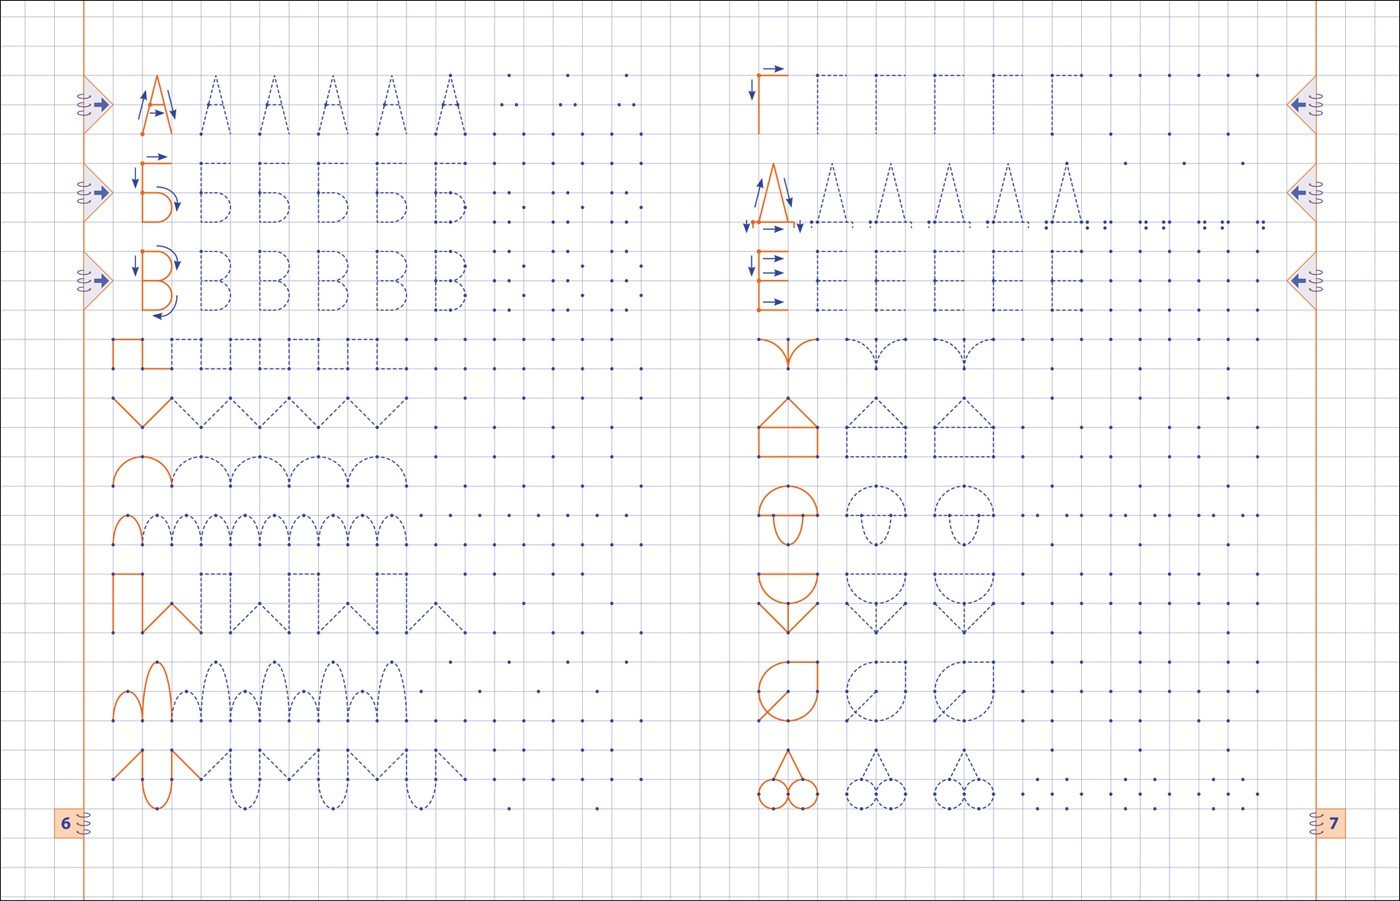 А А А А А А
Б Б Б Б Б Б
В В В В В В
6
Г Г Г Г Г Г
Д Д Д Д Д Д
Е Е Е Е Е Е
7